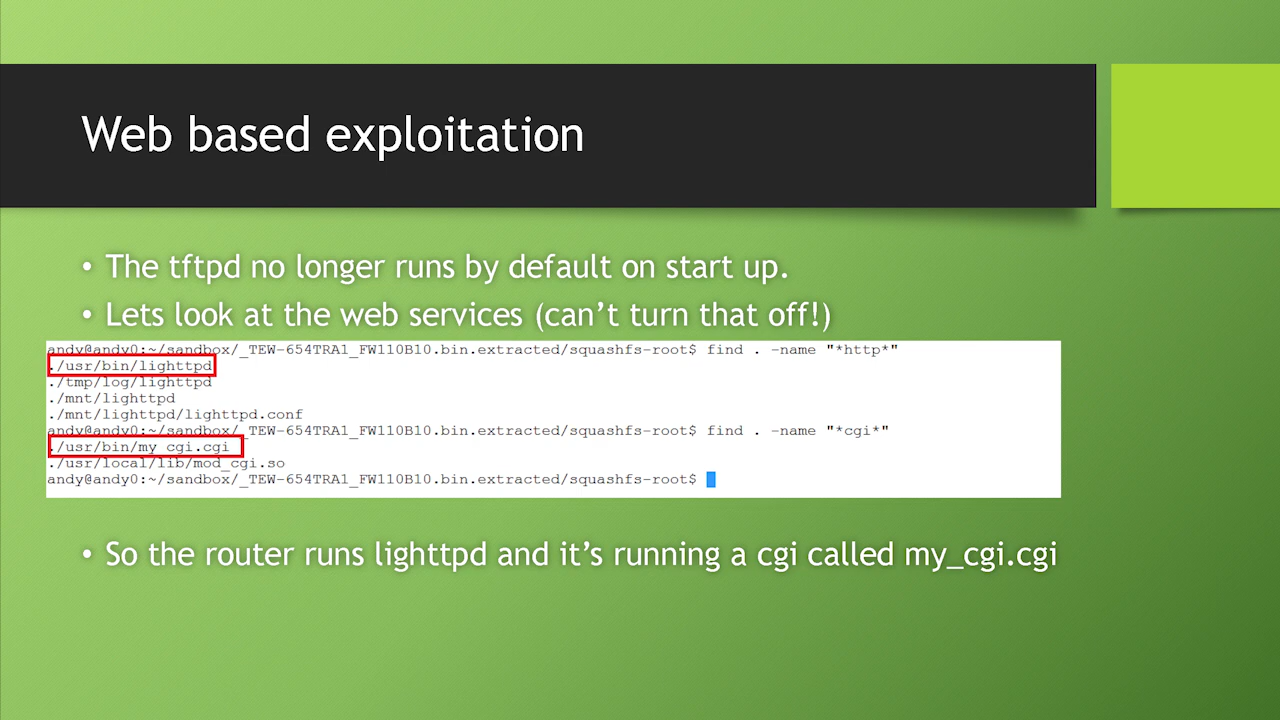 Web based exploitation
• The tftpd no longer runs by default on start up.
• Lets look at the web services (can’t turn that off!)
andy@andy0:~/sandbox/_TEW-654TRA1_FW110B10.bin.extracted/squashfs-root$ find . -name "*http*"
./usr/bin/lighttpd
./tmp/log/lighttpd
./mnt/lighttpd
./mnt/lighttpd/lighttpd.conf
andy@andy0:~/sandbox/_TEW-654TRA1_FW110B10.bin.extracted/squashfs-root$ find . -name "*cgi*"
./usr/bin/my_cgi.cgi
./usr/local/lib/mod_cgi.so
andy@andy0:~/sandbox/_TEW-654TRA1_FW110B10.bin.extracted/squashfs-root$
• So the router runs lighttpd and it’s running a cgi called my_cgi.cgi